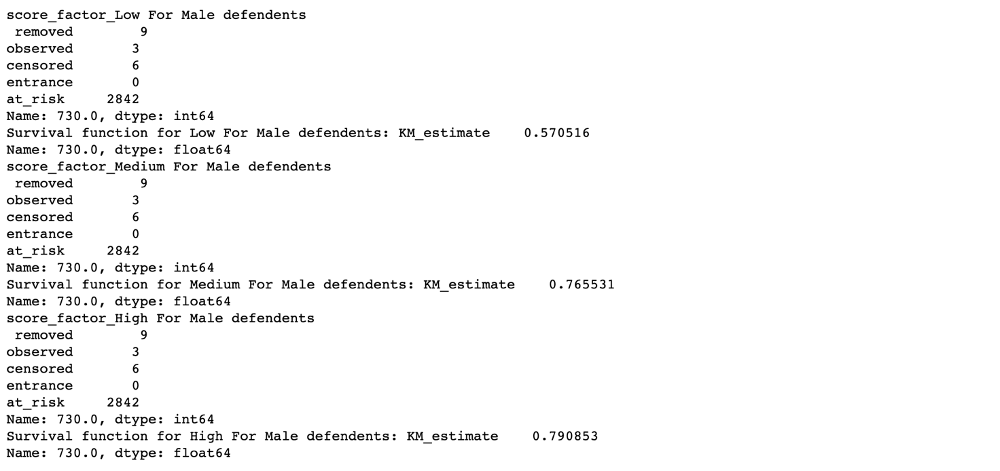 score_factor_Low For Male defendents
removed 9
observed 3
censored 6
entrance 0
at_risk 2842
Name: 730.0, dtype: int64
Survival function for Low For Male defendents: KM_estimate 0.570516
Name: 730.0, dtype: float64
score_factor_Medium For Male defendents
removed 9
observed 3
censored 6
entrance 0
at_risk 2842
Name: 730.0, dtype: int64
Survival function for Medium For Male defendents: KM_estimate 0.765531
Name: 730.0, dtype: float64
score_factor_High For Male defendents
removed 9
observed 3
censored 6
entrance 0
at_risk 2842
Name: 730.0, dtype: int64
Survival function for High For Male defendents: KM_estimate 0.790853
Name: 730.0, dtype: float64